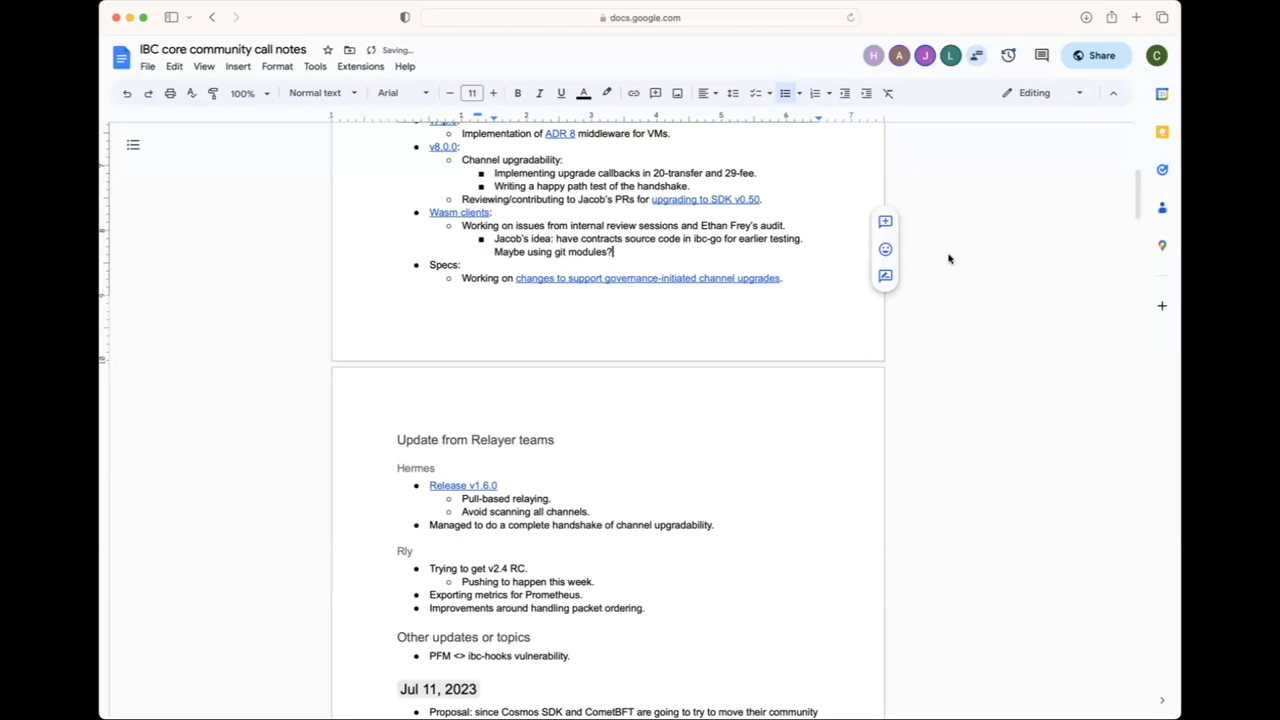 docs.google.com
IBC core community call notes
Saving...
H A J L
Share
C
File Edit View Insert Format Tools Extensions Help
100% Normal text Arial 11 B I U A Editing
1 1 2 3 4 5 6 7
Implementation of ADR 8 middleware for VMs.
v8.0.0:
Channel upgradability:
Implementing upgrade callbacks in 20-transfer and 29-fee.
Writing a happy path test of the handshake.
Reviewing/contributing to Jacob's PRs for upgrading to SDK v0.50.
Wasm clients:
Working on issues from internal review sessions and Ethan Frey's audit.
Jacob's idea: have contracts source code in ibc-go for earlier testing.
Maybe using git modules?
Specs:
Working on changes to support governance-initiated channel upgrades.
Update from Relayer teams
Hermes
Release v1.6.0
Pull-based relaying.
Avoid scanning all channels.
Managed to do a complete handshake of channel upgradability.
Rly
Trying to get v2.4 RC.
Pushing to happen this week.
Exporting metrics for Prometheus.
Improvements around handling packet ordering.
Other updates or topics
PFM <> ibc-hooks vulnerability.
Jul 11, 2023
Proposal: since Cosmos SDK and CometBFT are going to try to move their community